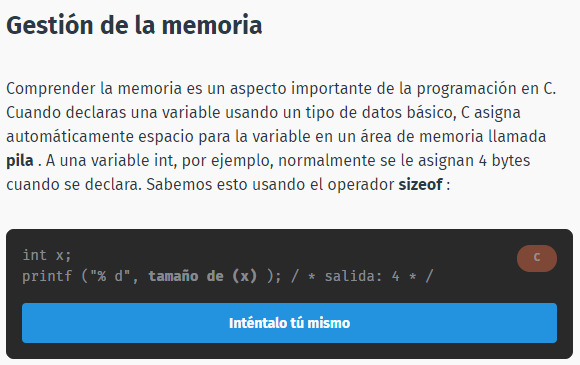 Gestión de la memoria
Comprender la memoria es un aspecto importante de la programación en C.
Cuando declaras una variable usando un tipo de datos básico, C asigna
automáticamente espacio para la variable en un área de memoria llamada
pila . A una variable int, por ejemplo, normalmente se le asignan 4 bytes
cuando se declara. Sabemos esto usando el operador sizeof :
int x;
C
printf ("% d", tamaño de (x) ); / * salida: 4 * /
Inténtalo tú mismo